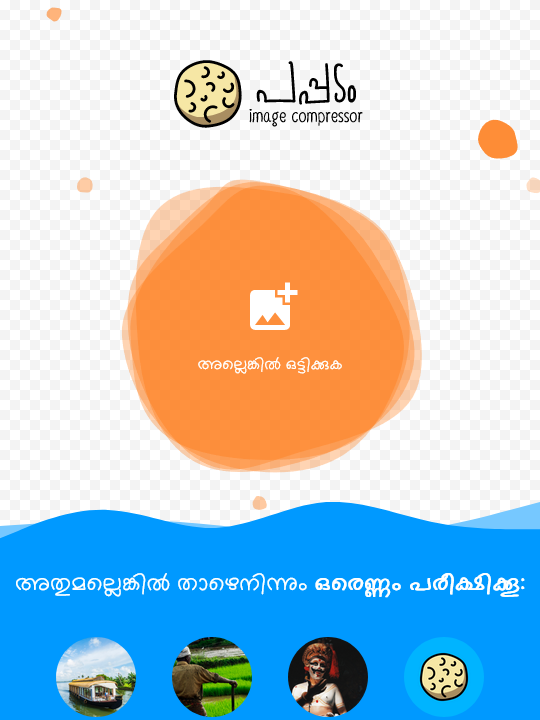 പപ്പടം
image compressor
അല്ലെങ്കിൽ ഒട്ടിക്കുക
അതുമല്ലെങ്കിൽ താഴെനിന്നും ഒരെണ്ണം പരീക്ഷിക്കൂ: